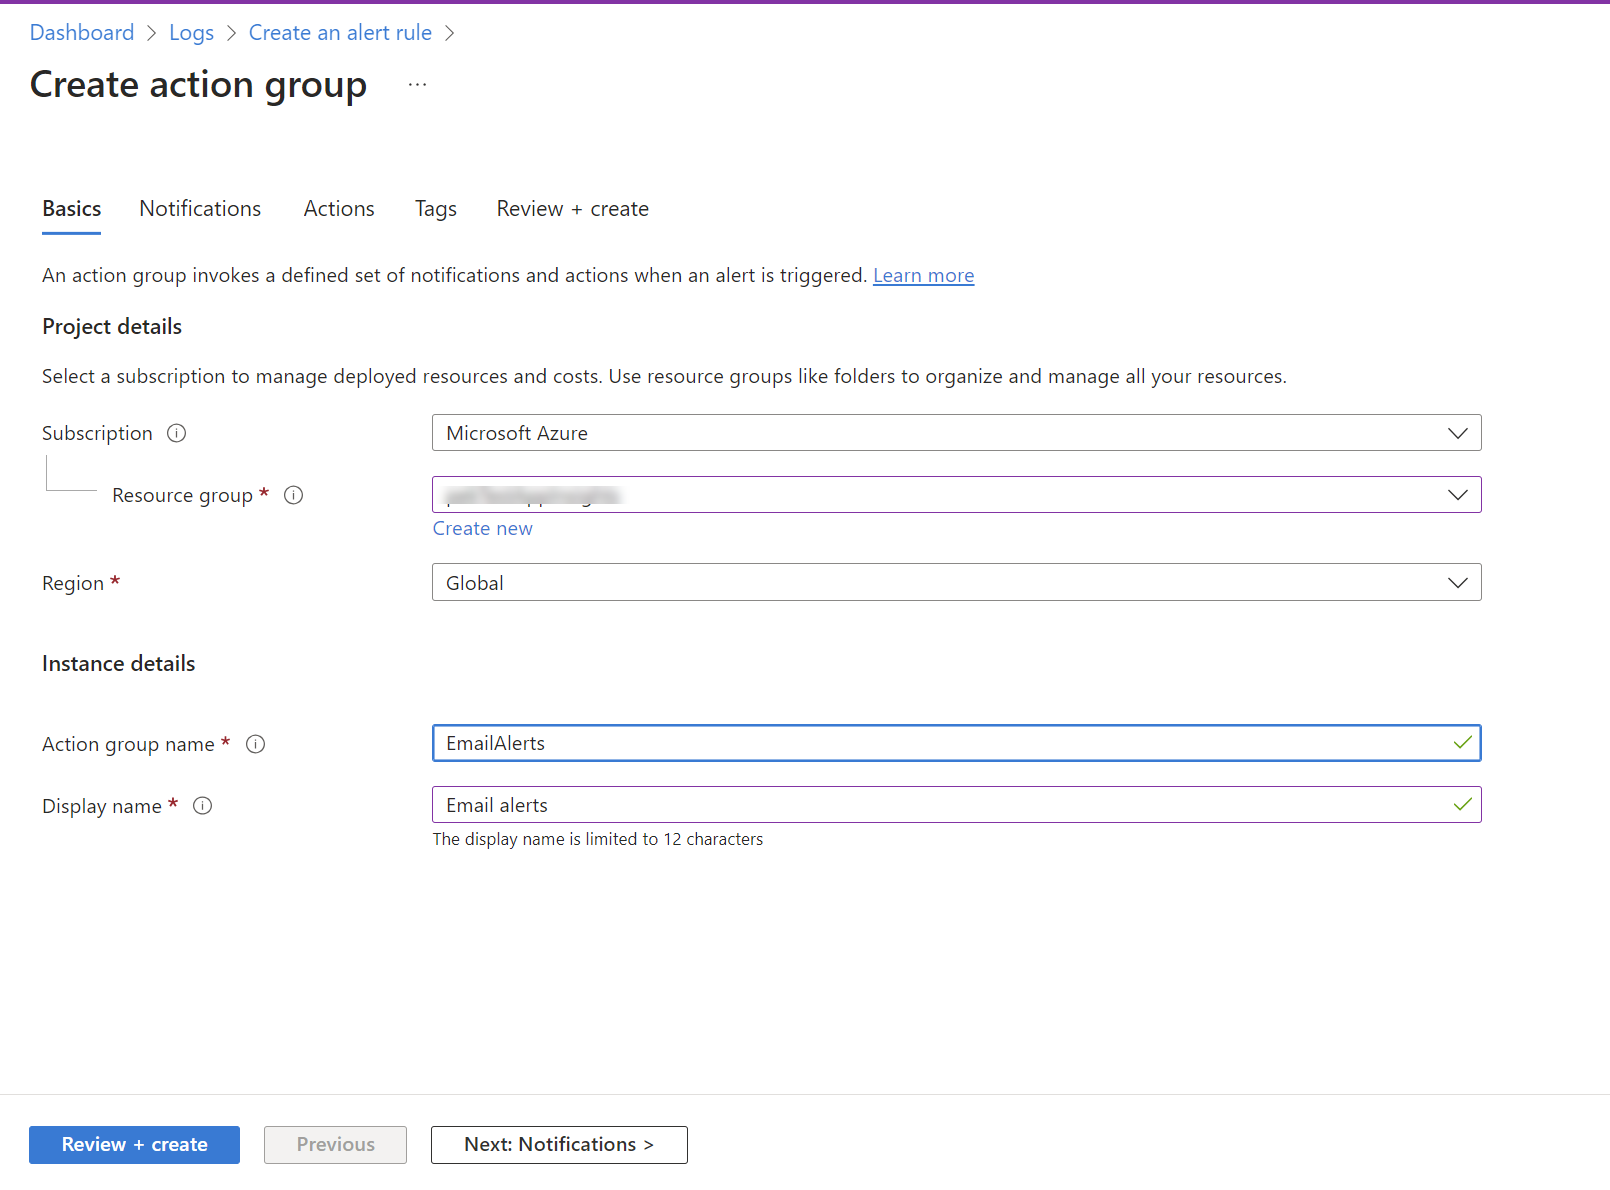 Dashboard > Logs > Create an alert rule >
Create action group ...
Basics Notifications Actions Tags Review + create
An action group invokes a defined set of notifications and actions when an alert is triggered. Learn more
Project details
Select a subscription to manage deployed resources and costs. Use resource groups like folders to organize and manage all your resources.
Subscription Microsoft Azure
Resource group *
Create new
Region * Global
Instance details
Action group name * EmailAlerts
Display name * Email alerts
The display name is limited to 12 characters
Review + create Previous Next: Notifications >